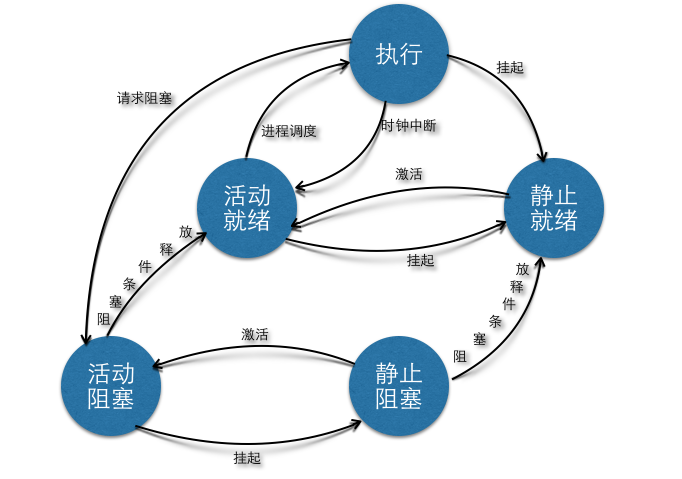 执行
挂起
请求阻塞
进程调度
时钟中断
激活
活动
就绪
静止
就绪
挂起
阻塞条件释放
阻塞条件释放
激活
活动
阻塞
静止
阻塞
挂起